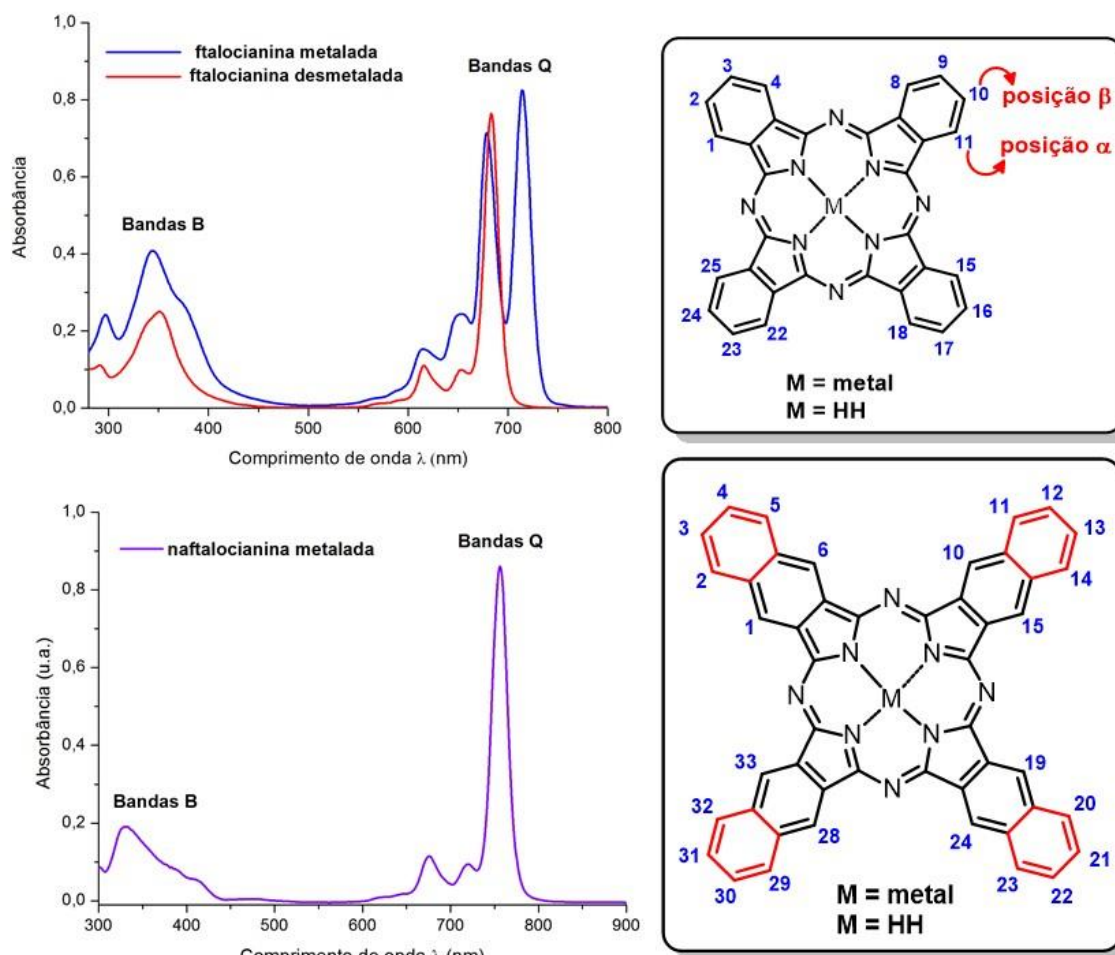 1,0
0,8
0,6
0,4
0,2
0,0
Absorbância
ftalocianina metalada
ftalocianina desmetalada
Bandas Q
Bandas B
300 400 500 600 700 800
Comprimento de onda λ (nm)
3 4 8 9
2 10 posição β
1 11 posição α
N
N N
N M N
N N
25 N 15
24 16
23 22 18 17
M = metal
M = HH
1,0
0,8
0,6
0,4
0,2
0,0
Absorbância (u.a.)
naftalocianina metalada
Bandas Q
Bandas B
300 400 500 600 700 800 900
Comprimento de onda λ (nm)
4 5 11 12
3 6 10 13
2 14
1 N 15
N N
N M N
N N
33 N 19
32 20
31 28 24 21
30 29 23 22
M = metal
M = HH